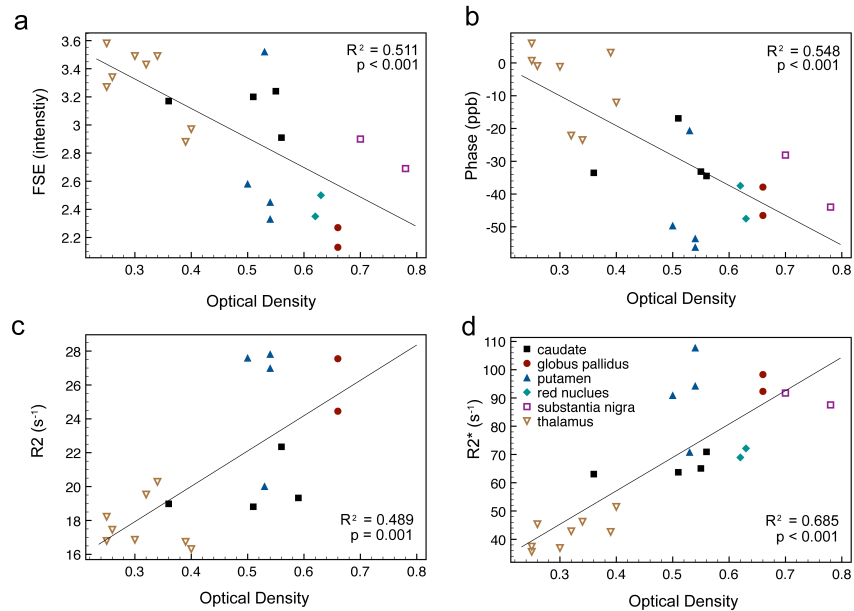 a
3.6
3.4
3.2
3
2.8
2.6
2.4
2.2
FSE (intenstiy)
R² = 0.511
p < 0.001
0.3 0.4 0.5 0.6 0.7 0.8
Optical Density
b
0
-10
-20
-30
-40
-50
Phase (ppb)
R² = 0.548
p < 0.001
0.3 0.4 0.5 0.6 0.7 0.8
Optical Density
c
28
26
24
22
20
18
16
R2 (s⁻¹)
R² = 0.489
p = 0.001
0.3 0.4 0.5 0.6 0.7 0.8
Optical Density
d
110
100
90
80
70
60
50
40
R2* (s⁻¹)
caudate
globus pallidus
putamen
red nuclues
substantia nigra
thalamus
R² = 0.685
p < 0.001
0.3 0.4 0.5 0.6 0.7 0.8
Optical Density